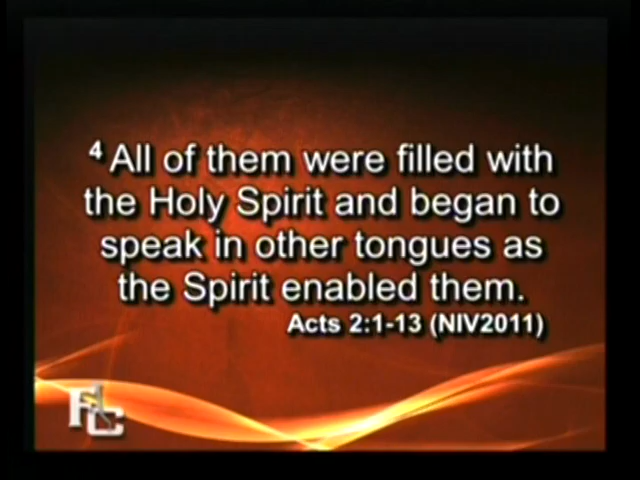 4 All of them were filled with
the Holy Spirit and began to
speak in other tongues as
the Spirit enabled them.
Acts 2:1-13 (NIV2011)
FLC